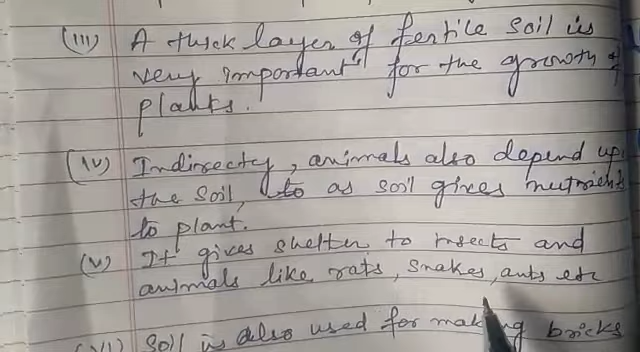 (iii) A thick layer of fertile soil is
very important for the growth of
plants.
(iv) Indirecty, animals also depend up
the soil, to as soil gives nutrients
to plant.
(v) It gives shelter to insects and
animals like rats, snakes, ants etc
(vi) Soil is also used for making bricks